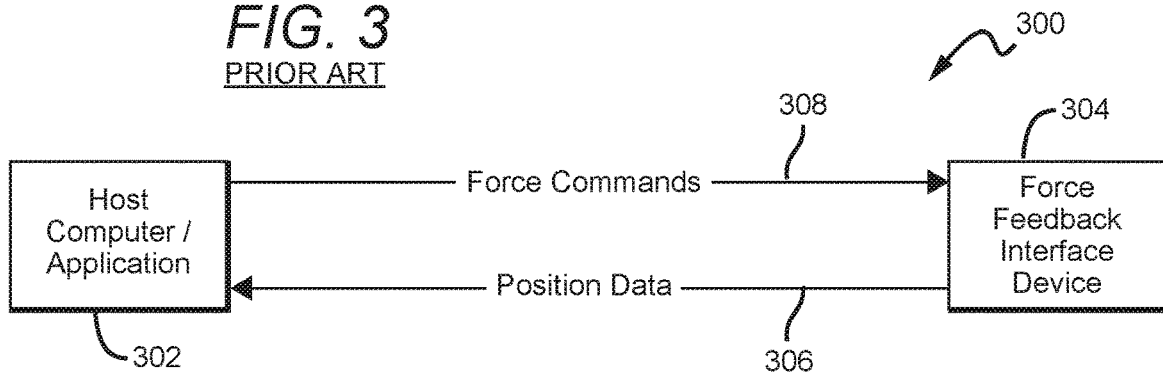 FIG. 3
PRIOR ART
300
308
304
Host
Computer /
Application
Force Commands
Force
Feedback
Interface
Device
Position Data
302
306